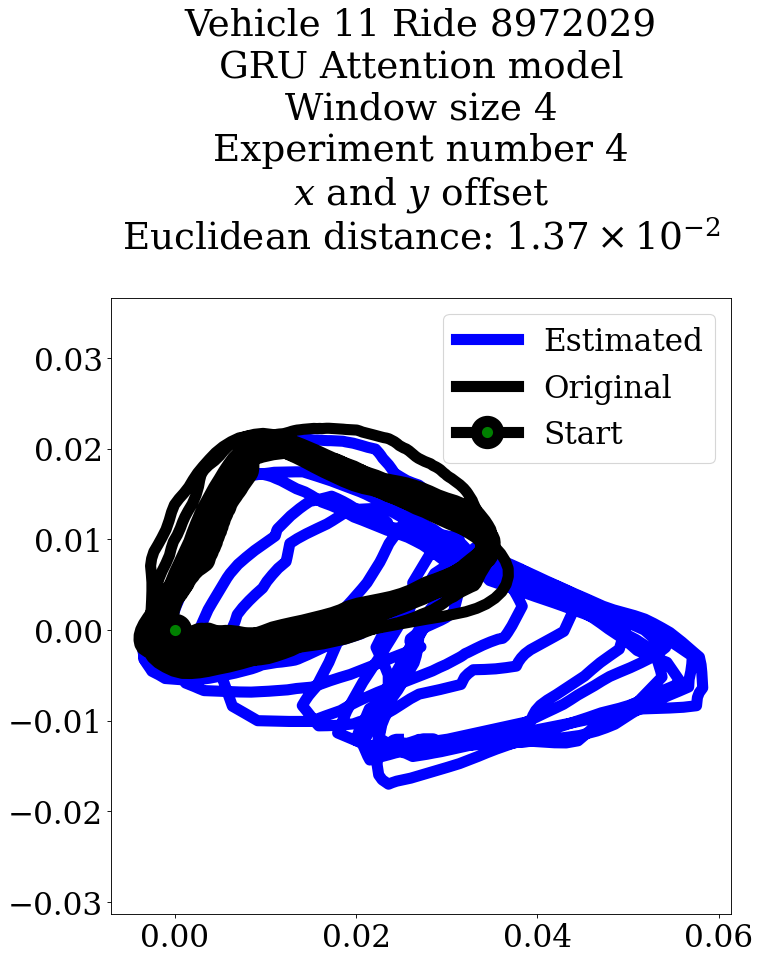 Vehicle 11 Ride 8972029
GRU Attention model
Window size 4
Experiment number 4
x and y offset
Euclidean distance: 1.37 × 10⁻²
Estimated
Original
Start
0.03
0.02
0.01
0.00
−0.01
−0.02
−0.03
0.00 0.02 0.04 0.06